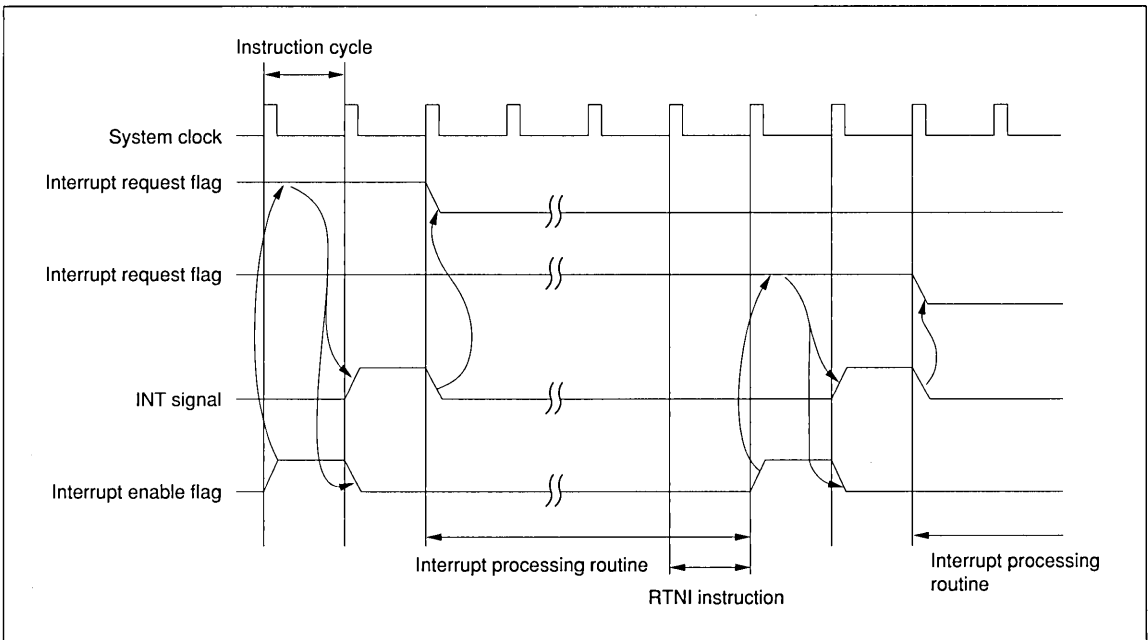 Instruction cycle
System clock
Interrupt request flag
Interrupt request flag
INT signal
Interrupt enable flag
Interrupt processing routine
RTNI instruction
Interrupt processing
routine